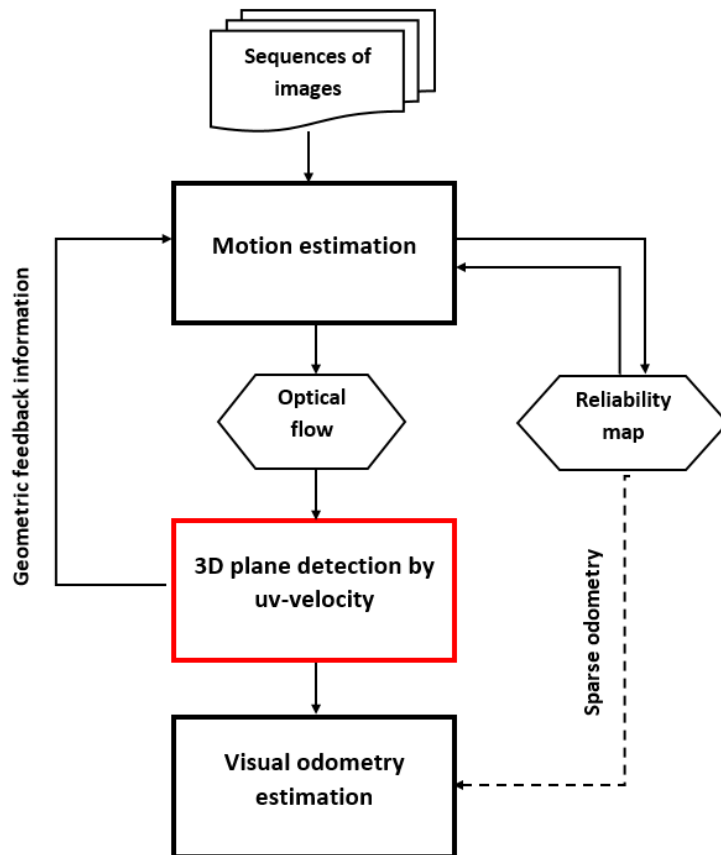 Sequences of
images
Motion estimation
Geometric feedback information
Optical
flow
Reliability
map
3D plane detection by
uv-velocity
Sparse odometry
Visual odometry
estimation